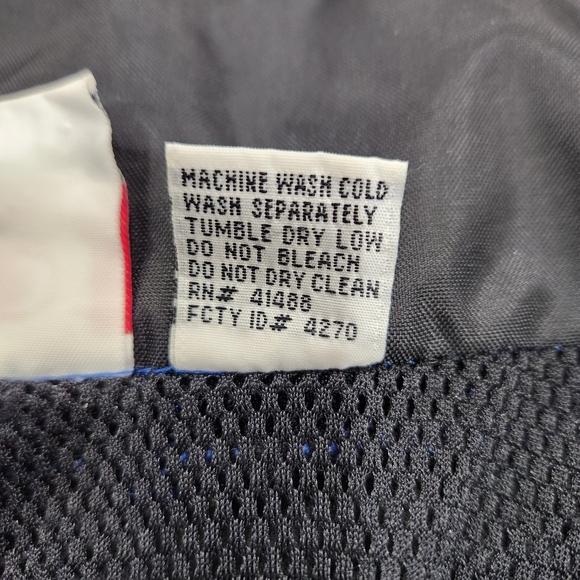 MACHINE WASH COLD
WASH SEPARATELY
TUMBLE DRY LOW
DO NOT BLEACH
DO NOT DRY CLEAN
RN# 41488
FCTY ID# 4270